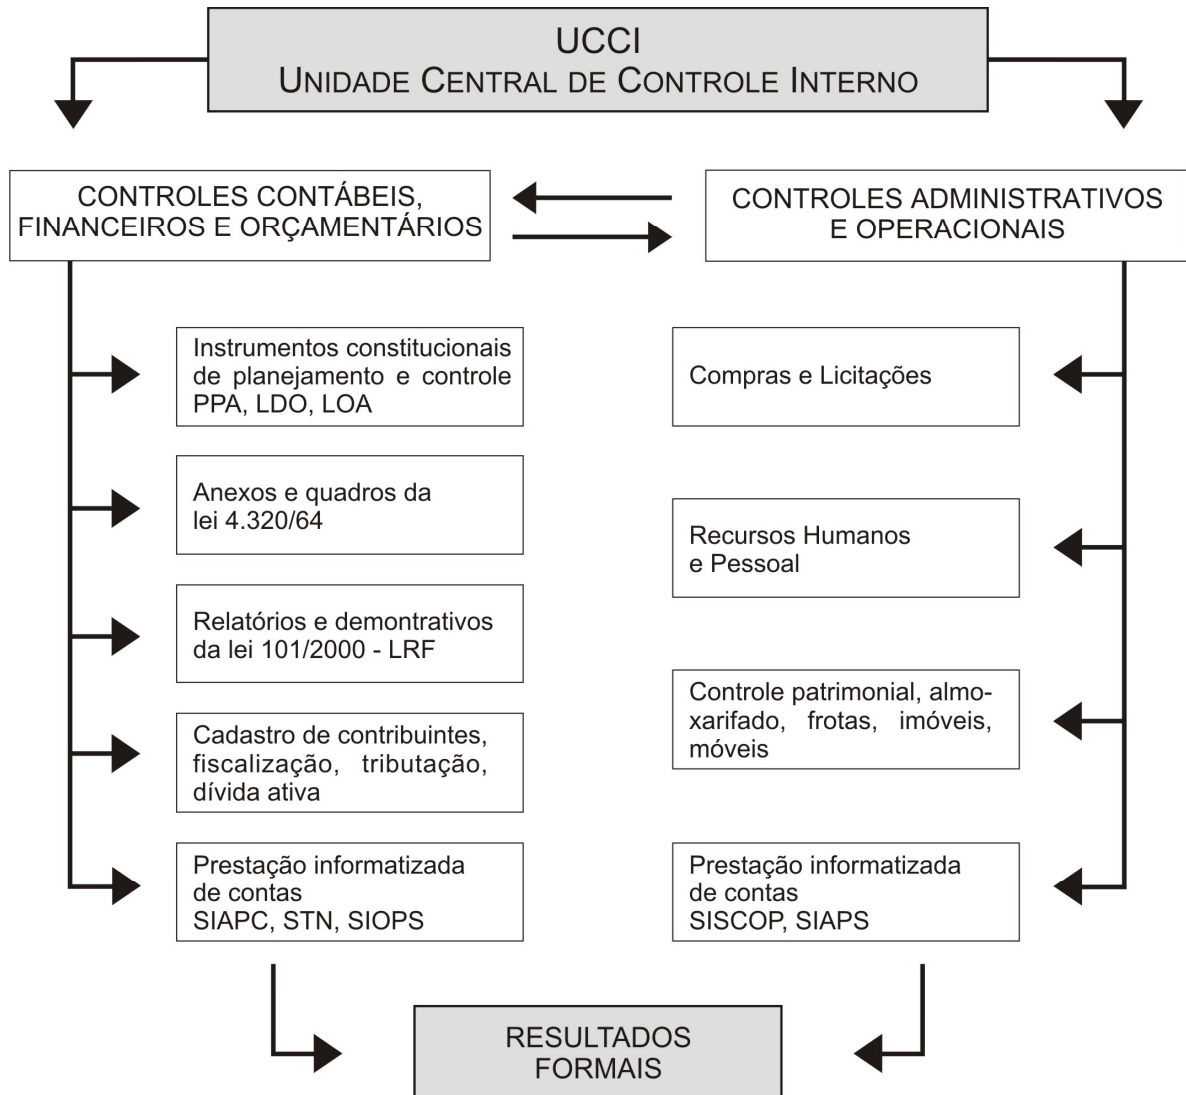 UCCI
UNIDADE CENTRAL DE CONTROLE INTERNO
CONTROLES CONTÁBEIS,
FINANCEIROS E ORÇAMENTÁRIOS
CONTROLES ADMINISTRATIVOS
E OPERACIONAIS
Instrumentos constitucionais
de planejamento e controle
PPA, LDO, LOA
Anexos e quadros da
lei 4.320/64
Relatórios e demontrativos
da lei 101/2000 - LRF
Cadastro de contribuintes,
fiscalização, tributação,
dívida ativa
Prestação informatizada
de contas
SIAPC, STN, SIOPS
Compras e Licitações
Recursos Humanos
e Pessoal
Controle patrimonial, almo-
xarifado, frotas, imóveis,
móveis
Prestação informatizada
de contas
SISCOP, SIAPS
RESULTADOS
FORMAIS